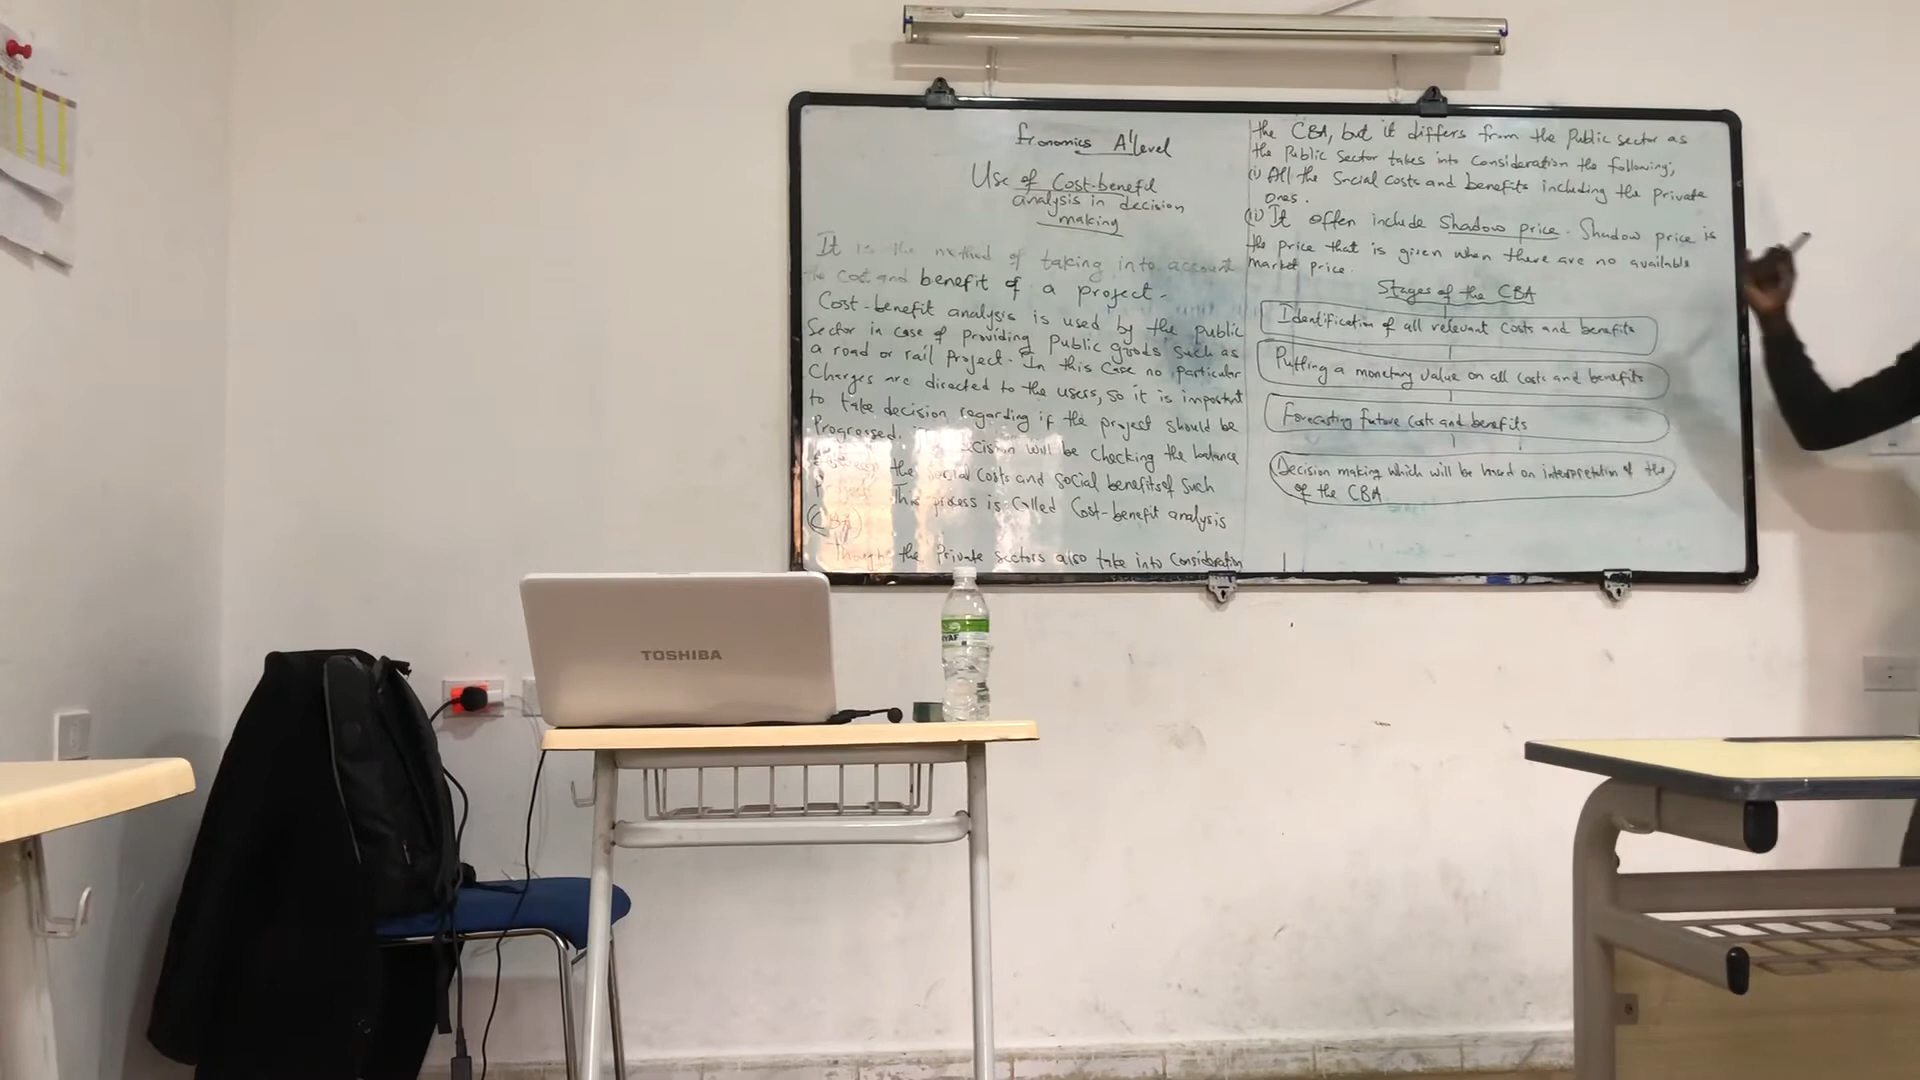 Economics A'level
Use of Cost-benefit
analysis in decision
making
It is the method of taking into account
the cost and benefit of a project.
Cost-benefit analysis is used by the public
Sector in case of providing public goods such as
a road or rail project. In this case no particular
Charges are directed to the users, so it is important
to take decision regarding if the project should be
Progressed. decision will be checking the balance
between the social costs and social benefits of such
This process is called Cost-benefit analysis
(CBA)
Though the Private sectors also take into consideration
the CBA, but it differs from the Public sector as
the Public Sector takes into consideration the following;
(i) All the Social costs and benefits including the private
ones.
(ii) It offen include Shadow price. Shadow price is
the price that is given when there are no available
market price.
Stages of the CBA
Identification of all relevant costs and benefits
Putting a monetary value on all costs and benefits
Forecasting future costs and benefits
Decision making which will be based on interpretation of the
of the CBA
TOSHIBA